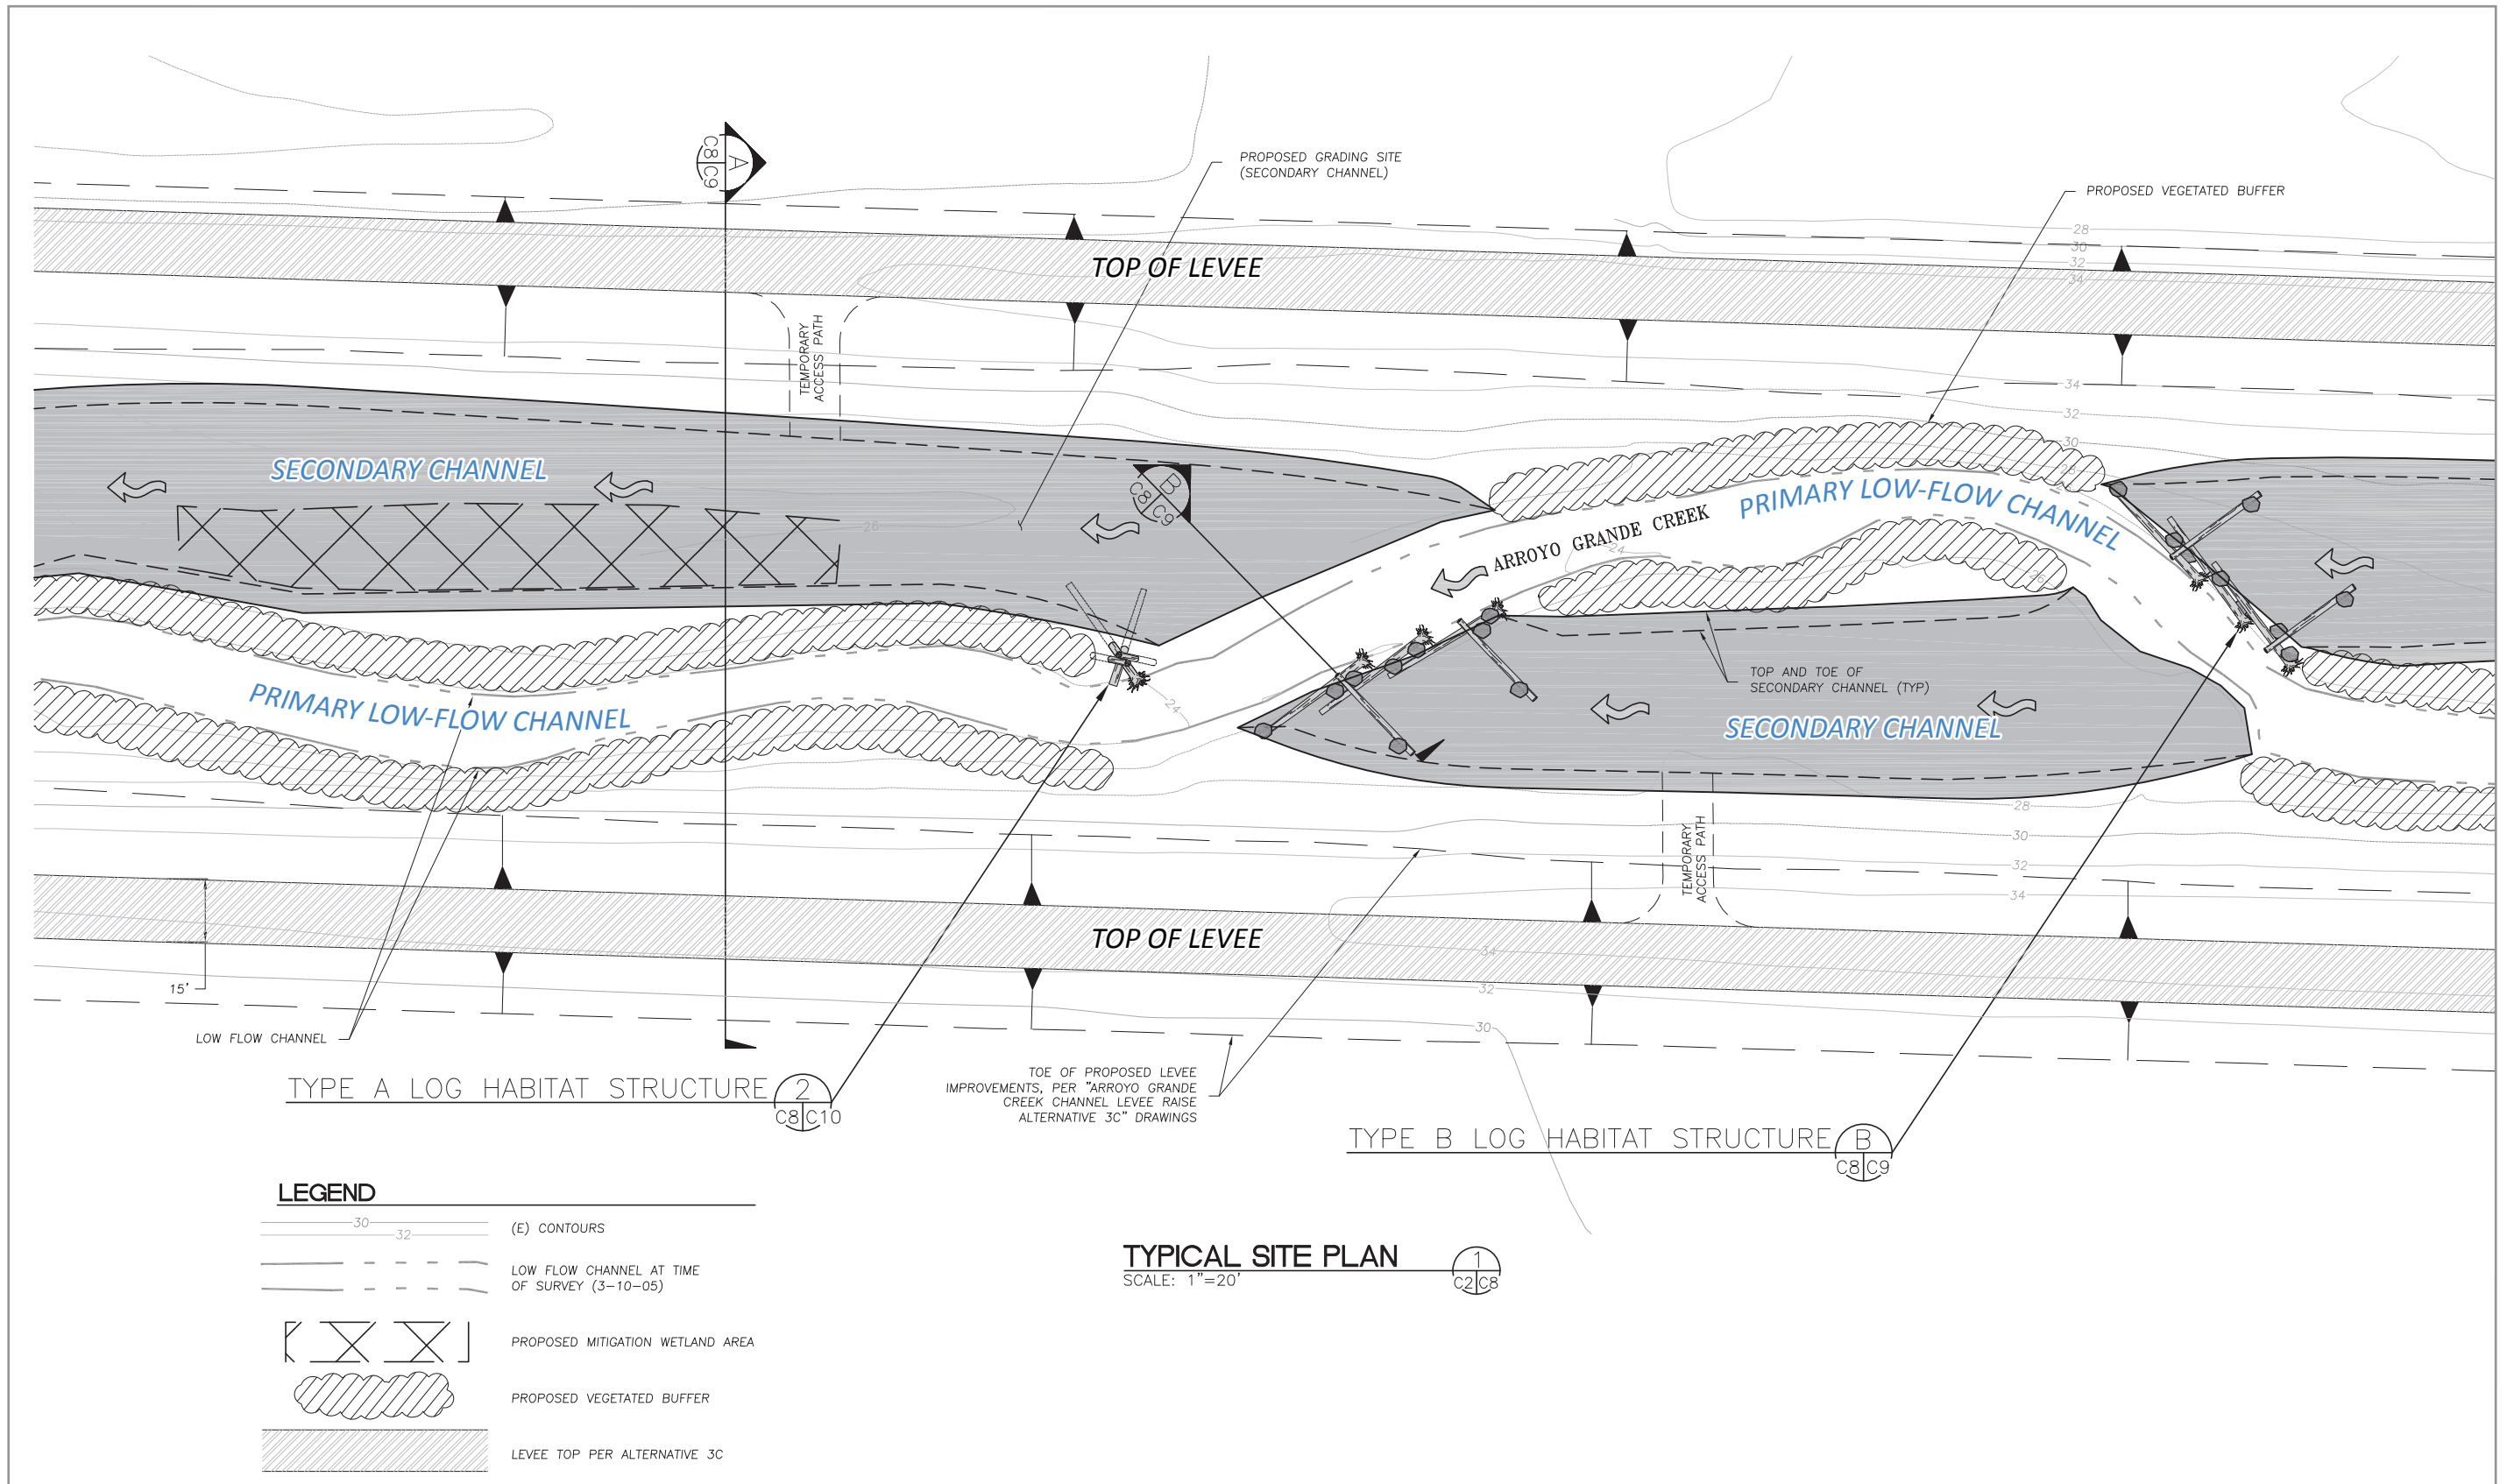 A
C8 C9
PROPOSED GRADING SITE
(SECONDARY CHANNEL)
PROPOSED VEGETATED BUFFER
28
30
32
34
TOP OF LEVEE
TEMPORARY
ACCESS PATH
34
32
30
28
SECONDARY CHANNEL
26
B
C8 C9
PRIMARY LOW-FLOW CHANNEL
ARROYO GRANDE CREEK
24
26
TOP AND TOE OF
SECONDARY CHANNEL (TYP)
24
PRIMARY LOW-FLOW CHANNEL
SECONDARY CHANNEL
28
30
32
34
TEMPORARY
ACCESS PATH
TOP OF LEVEE
34
32
30
15'
LOW FLOW CHANNEL
TOE OF PROPOSED LEVEE
IMPROVEMENTS, PER "ARROYO GRANDE
CREEK CHANNEL LEVEE RAISE
ALTERNATIVE 3C" DRAWINGS
TYPE A LOG HABITAT STRUCTURE 2
C8 C10
TYPE B LOG HABITAT STRUCTURE B
C8 C9
LEGEND
30
32
(E) CONTOURS
LOW FLOW CHANNEL AT TIME
OF SURVEY (3-10-05)
PROPOSED MITIGATION WETLAND AREA
PROPOSED VEGETATED BUFFER
LEVEE TOP PER ALTERNATIVE 3C
TYPICAL SITE PLAN 1
SCALE: 1"=20'
C2 C8